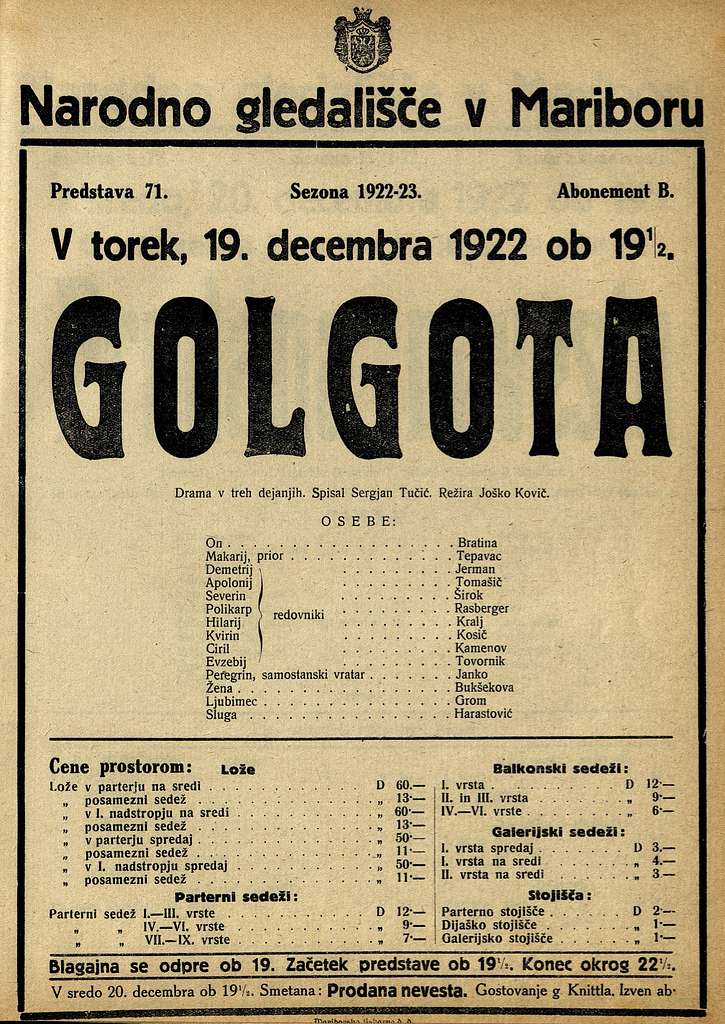 Narodno gledališče v Mariboru
Predstava 71. Sezona 1922-23. Abonement B.
V torek, 19. decembra 1922 ob 19 1/2.
GOLGOTA
Drama v treh dejanjih. Spisal Sergjan Tučić. Režira Joško Kovič.
OSEBE:
On . . . . . . . . . . . . . . . . . . Bratina
Makarij, prior . . . . . . . . . . . . . Tepavac
Demetrij . . . . . . . . . Jerman
Apolonij . . . . . . . . . Tomašič
Severin . . . . . . . . . Širok
Polikarp redovniki . . . . . . . . . Rasberger
Hilarij . . . . . . . . . Kralj
Kvirin . . . . . . . . . Kosič
Ciril . . . . . . . . . Kamenov
Evzebij . . . . . . . . . Tovornik
Peregrin, samostanski vratar . . . . . . . Janko
Žena . . . . . . . . . . . . . . . . . Bukšekova
Ljubimec . . . . . . . . . . . . . . . Grom
Sluga . . . . . . . . . . . . . . . . Harastović
Cene prostorom: Lože
Lože v parterju na sredi . . . . . . . D 60.—
„ posamezni sedež . . . . . . . „ 13·—
„ v I. nadstropju na sredi . . . . . . . „ 60·—
„ posamezni sedež . . . . . . . „ 13·—
„ v parterju spredaj . . . . . . . „ 50·—
„ posamezni sedež . . . . . . . „ 11·—
„ v I. nadstropju spredaj . . . . . . . „ 50·—
„ posamezni sedež . . . . . . . „ 11·—
Parterni sedeži:
Parterni sedež I.—III. vrste . . . . . . . D 12·—
„ „ IV.—VI. vrste . . . . . . . „ 9·—
„ „ VII.—IX. vrste . . . . . . . „ 7·—
Balkonski sedeži:
I. vrsta . . . . . . . D 12·—
II. in III. vrsta . . . . . . . „ 9·—
IV.—VI. vrste . . . . . . . „ 6·—
Galerijski sedeži:
I. vrsta spredaj . . . . . . . D 3.—
I. vrsta na sredi . . . . . . . „ 4.—
II. vrsta na sredi . . . . . . . „ 3.—
Stojišča:
Parterno stojišče . . . . . . . D 2·—
Dijaško stojišče . . . . . . . „ 1·—
Galerijsko stojišče . . . . . . . „ 1·—
Blagajna se odpre ob 19. Začetek predstave ob 19 1/2. Konec okrog 22 1/2.
V sredo 20. decembra ob 19 1/2. Smetana: Prodana nevesta. Gostovanje g Knittla. Izven ab·